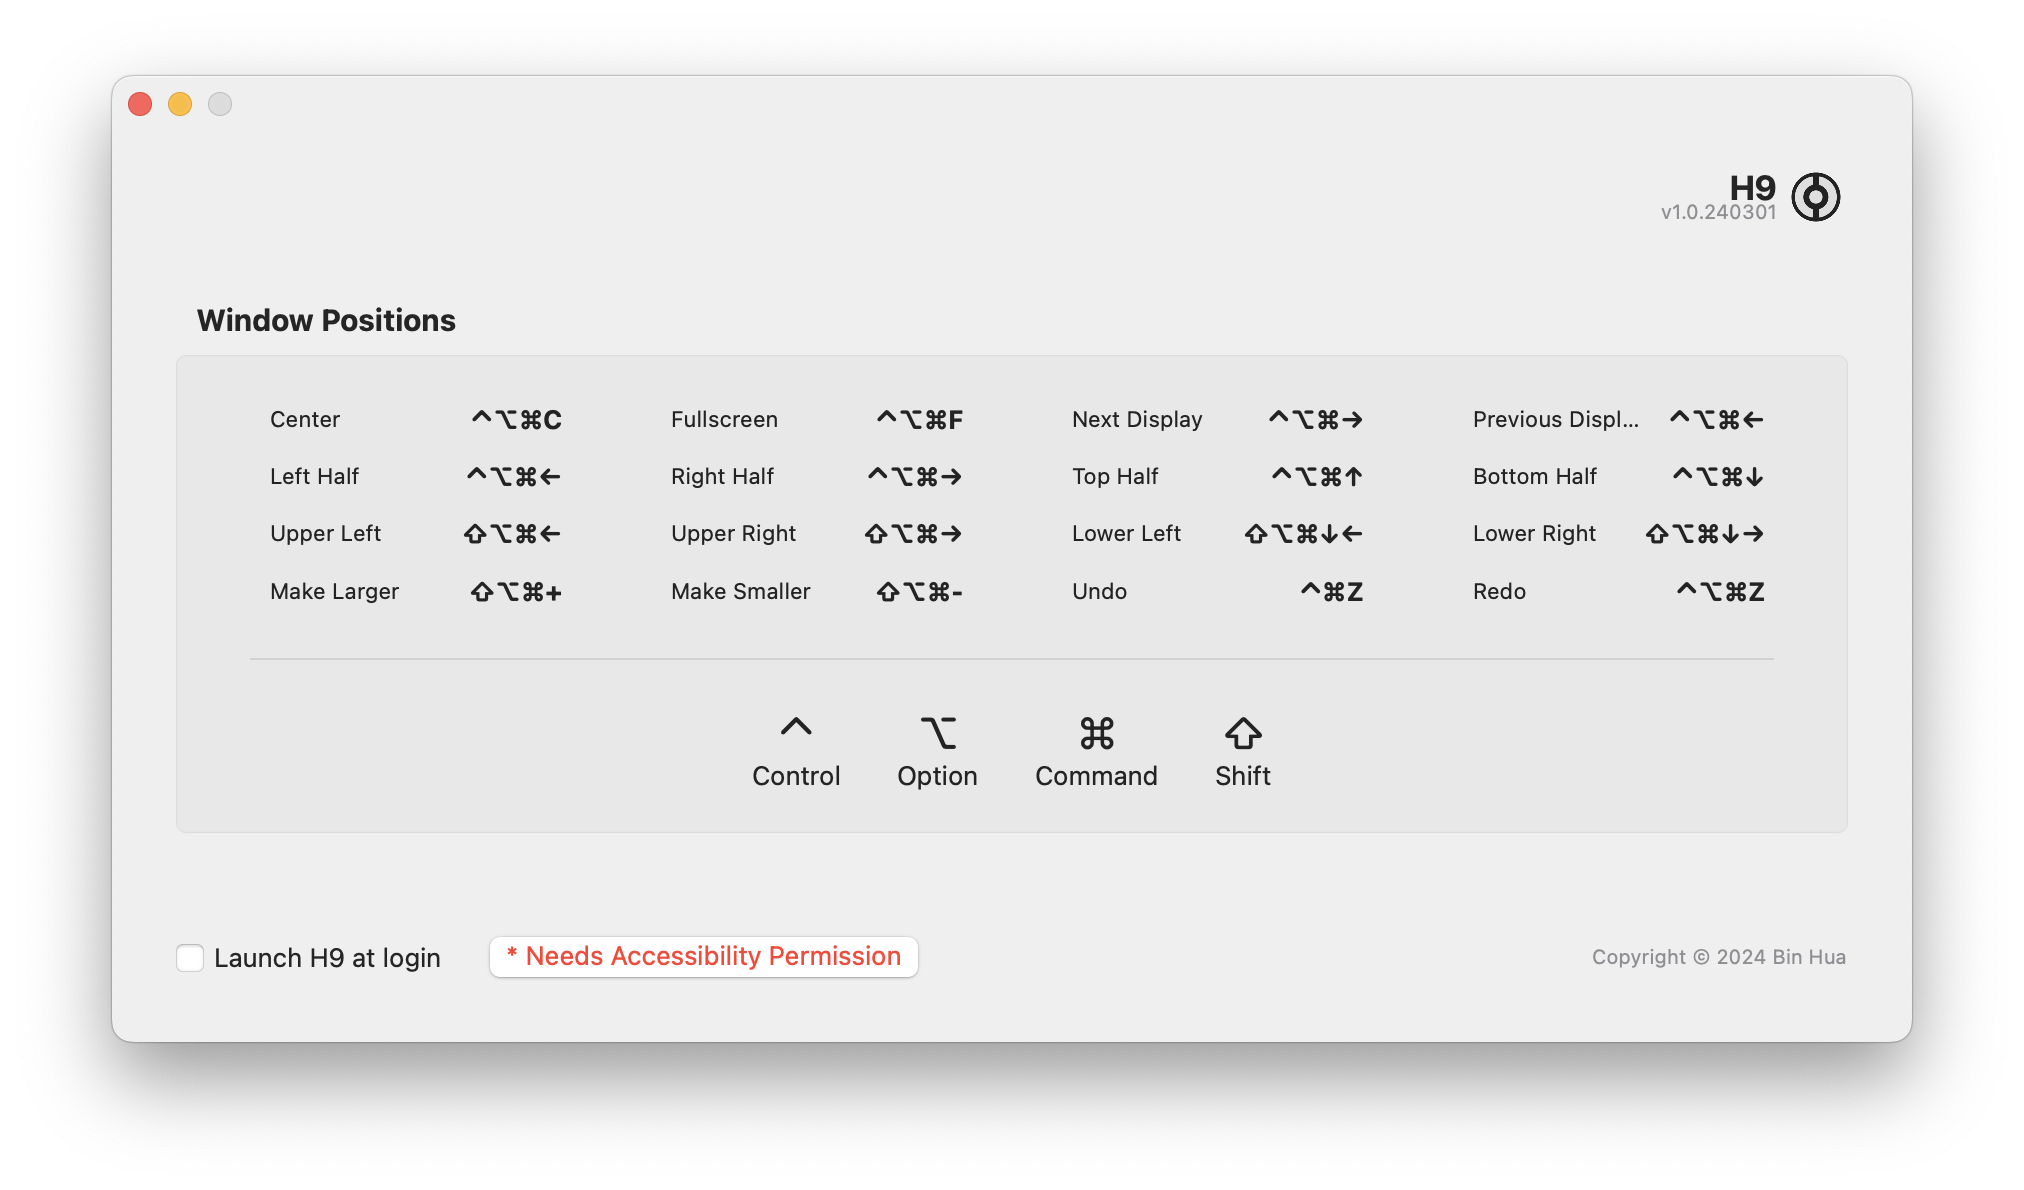 H9
v1.0.240301
Window Positions
Center ^⌥⌘C Fullscreen ^⌥⌘F Next Display ^⌥⌘→ Previous Displ... ^⌥⌘←
Left Half ^⌥⌘← Right Half ^⌥⌘→ Top Half ^⌥⌘↑ Bottom Half ^⌥⌘↓
Upper Left ⇧⌥⌘← Upper Right ⇧⌥⌘→ Lower Left ⇧⌥⌘↓← Lower Right ⇧⌥⌘↓→
Make Larger ⇧⌥⌘+ Make Smaller ⇧⌥⌘- Undo ^⌘Z Redo ^⌥⌘Z
^ ⌥ ⌘ ⇧
Control Option Command Shift
Launch H9 at login * Needs Accessibility Permission Copyright © 2024 Bin Hua